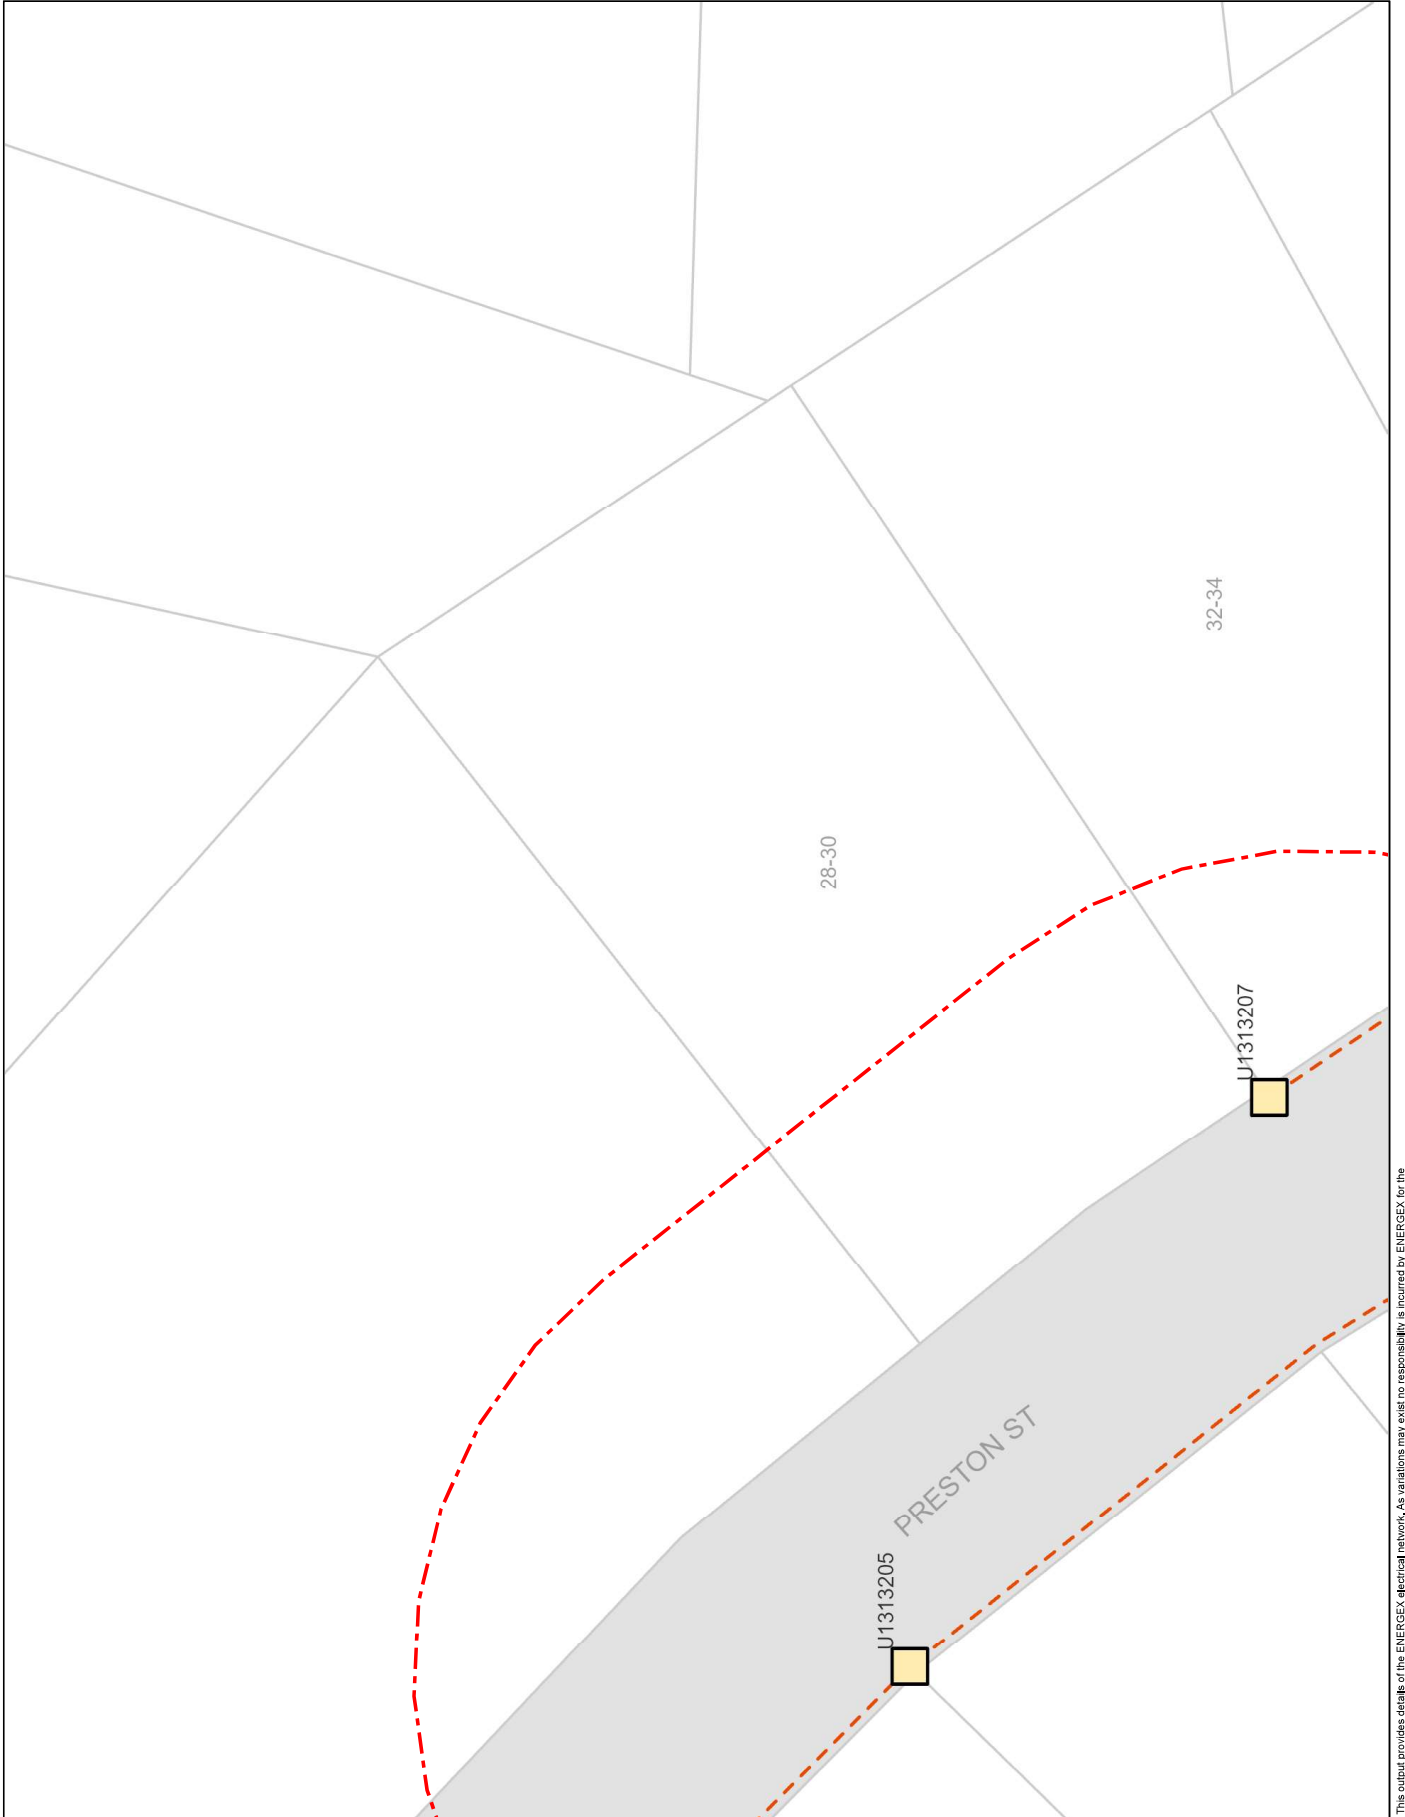 32-34
28-30
U1313207
PRESTON ST
U1313205
This output provides details of the ENERGEX electrical network. As variations may exist no responsibility is incurred by ENERGEX for the